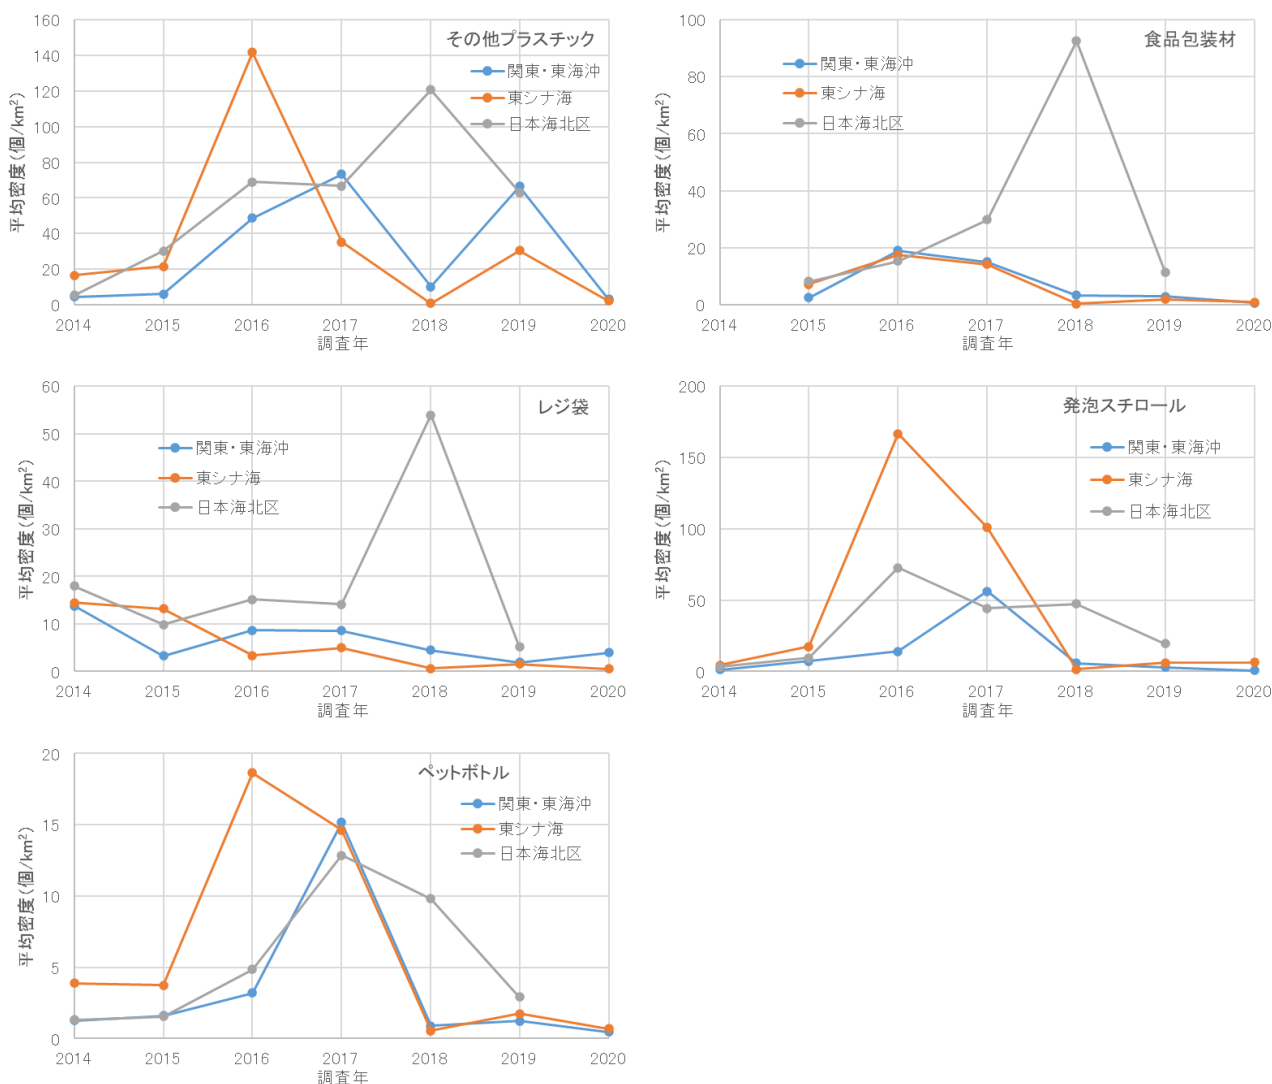 その他プラスチック
関東・東海沖
東シナ海
日本海北区
平均密度(個/km²)
160
140
120
100
80
60
40
20
0
2014 2015 2016 2017 2018 2019 2020
調査年
食品包装材
関東・東海沖
東シナ海
日本海北区
平均密度(個/km²)
100
80
60
40
20
0
2014 2015 2016 2017 2018 2019 2020
調査年
レジ袋
関東・東海沖
東シナ海
日本海北区
平均密度(個/km²)
60
50
40
30
20
10
0
2014 2015 2016 2017 2018 2019 2020
調査年
発泡スチロール
関東・東海沖
東シナ海
日本海北区
平均密度(個/km²)
200
150
100
50
0
2014 2015 2016 2017 2018 2019 2020
調査年
ペットボトル
関東・東海沖
東シナ海
日本海北区
平均密度(個/km²)
20
15
10
5
0
2014 2015 2016 2017 2018 2019 2020
調査年